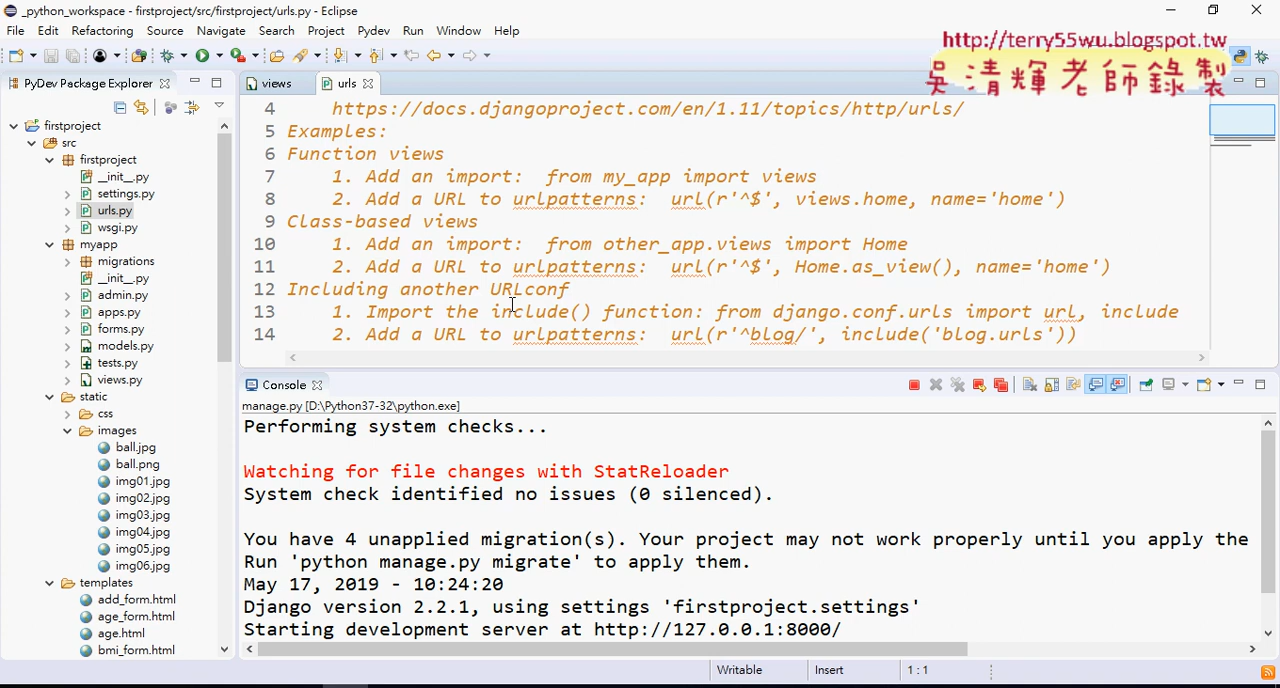 _python_workspace - firstproject/src/firstproject/urls.py - Eclipse
File Edit Refactoring Source Navigate Search Project Pydev Run Window Help
http://terry55wu.blogspot.tw
吳清輝老師錄製
PyDev Package Explorer
views
urls
firstproject
src
firstproject
__init__.py
settings.py
urls.py
wsgi.py
myapp
migrations
__init__.py
admin.py
apps.py
forms.py
models.py
tests.py
views.py
static
css
images
ball.jpg
ball.png
img01.jpg
img02.jpg
img03.jpg
img04.jpg
img05.jpg
img06.jpg
templates
add_form.html
age_form.html
age.html
bmi_form.html
4 https://docs.djangoproject.com/en/1.11/topics/http/urls/
5 Examples:
6 Function views
7 1. Add an import: from my_app import views
8 2. Add a URL to urlpatterns: url(r'^$', views.home, name='home')
9 Class-based views
10 1. Add an import: from other_app.views import Home
11 2. Add a URL to urlpatterns: url(r'^$', Home.as_view(), name='home')
12 Including another URLconf
13 1. Import the include() function: from django.conf.urls import url, include
14 2. Add a URL to urlpatterns: url(r'^blog/', include('blog.urls'))
Console
manage.py [D:\Python37-32\python.exe]
Performing system checks...
Watching for file changes with StatReloader
System check identified no issues (0 silenced).
You have 4 unapplied migration(s). Your project may not work properly until you apply the
Run 'python manage.py migrate' to apply them.
May 17, 2019 - 10:24:20
Django version 2.2.1, using settings 'firstproject.settings'
Starting development server at http://127.0.0.1:8000/
Writable Insert 1 : 1